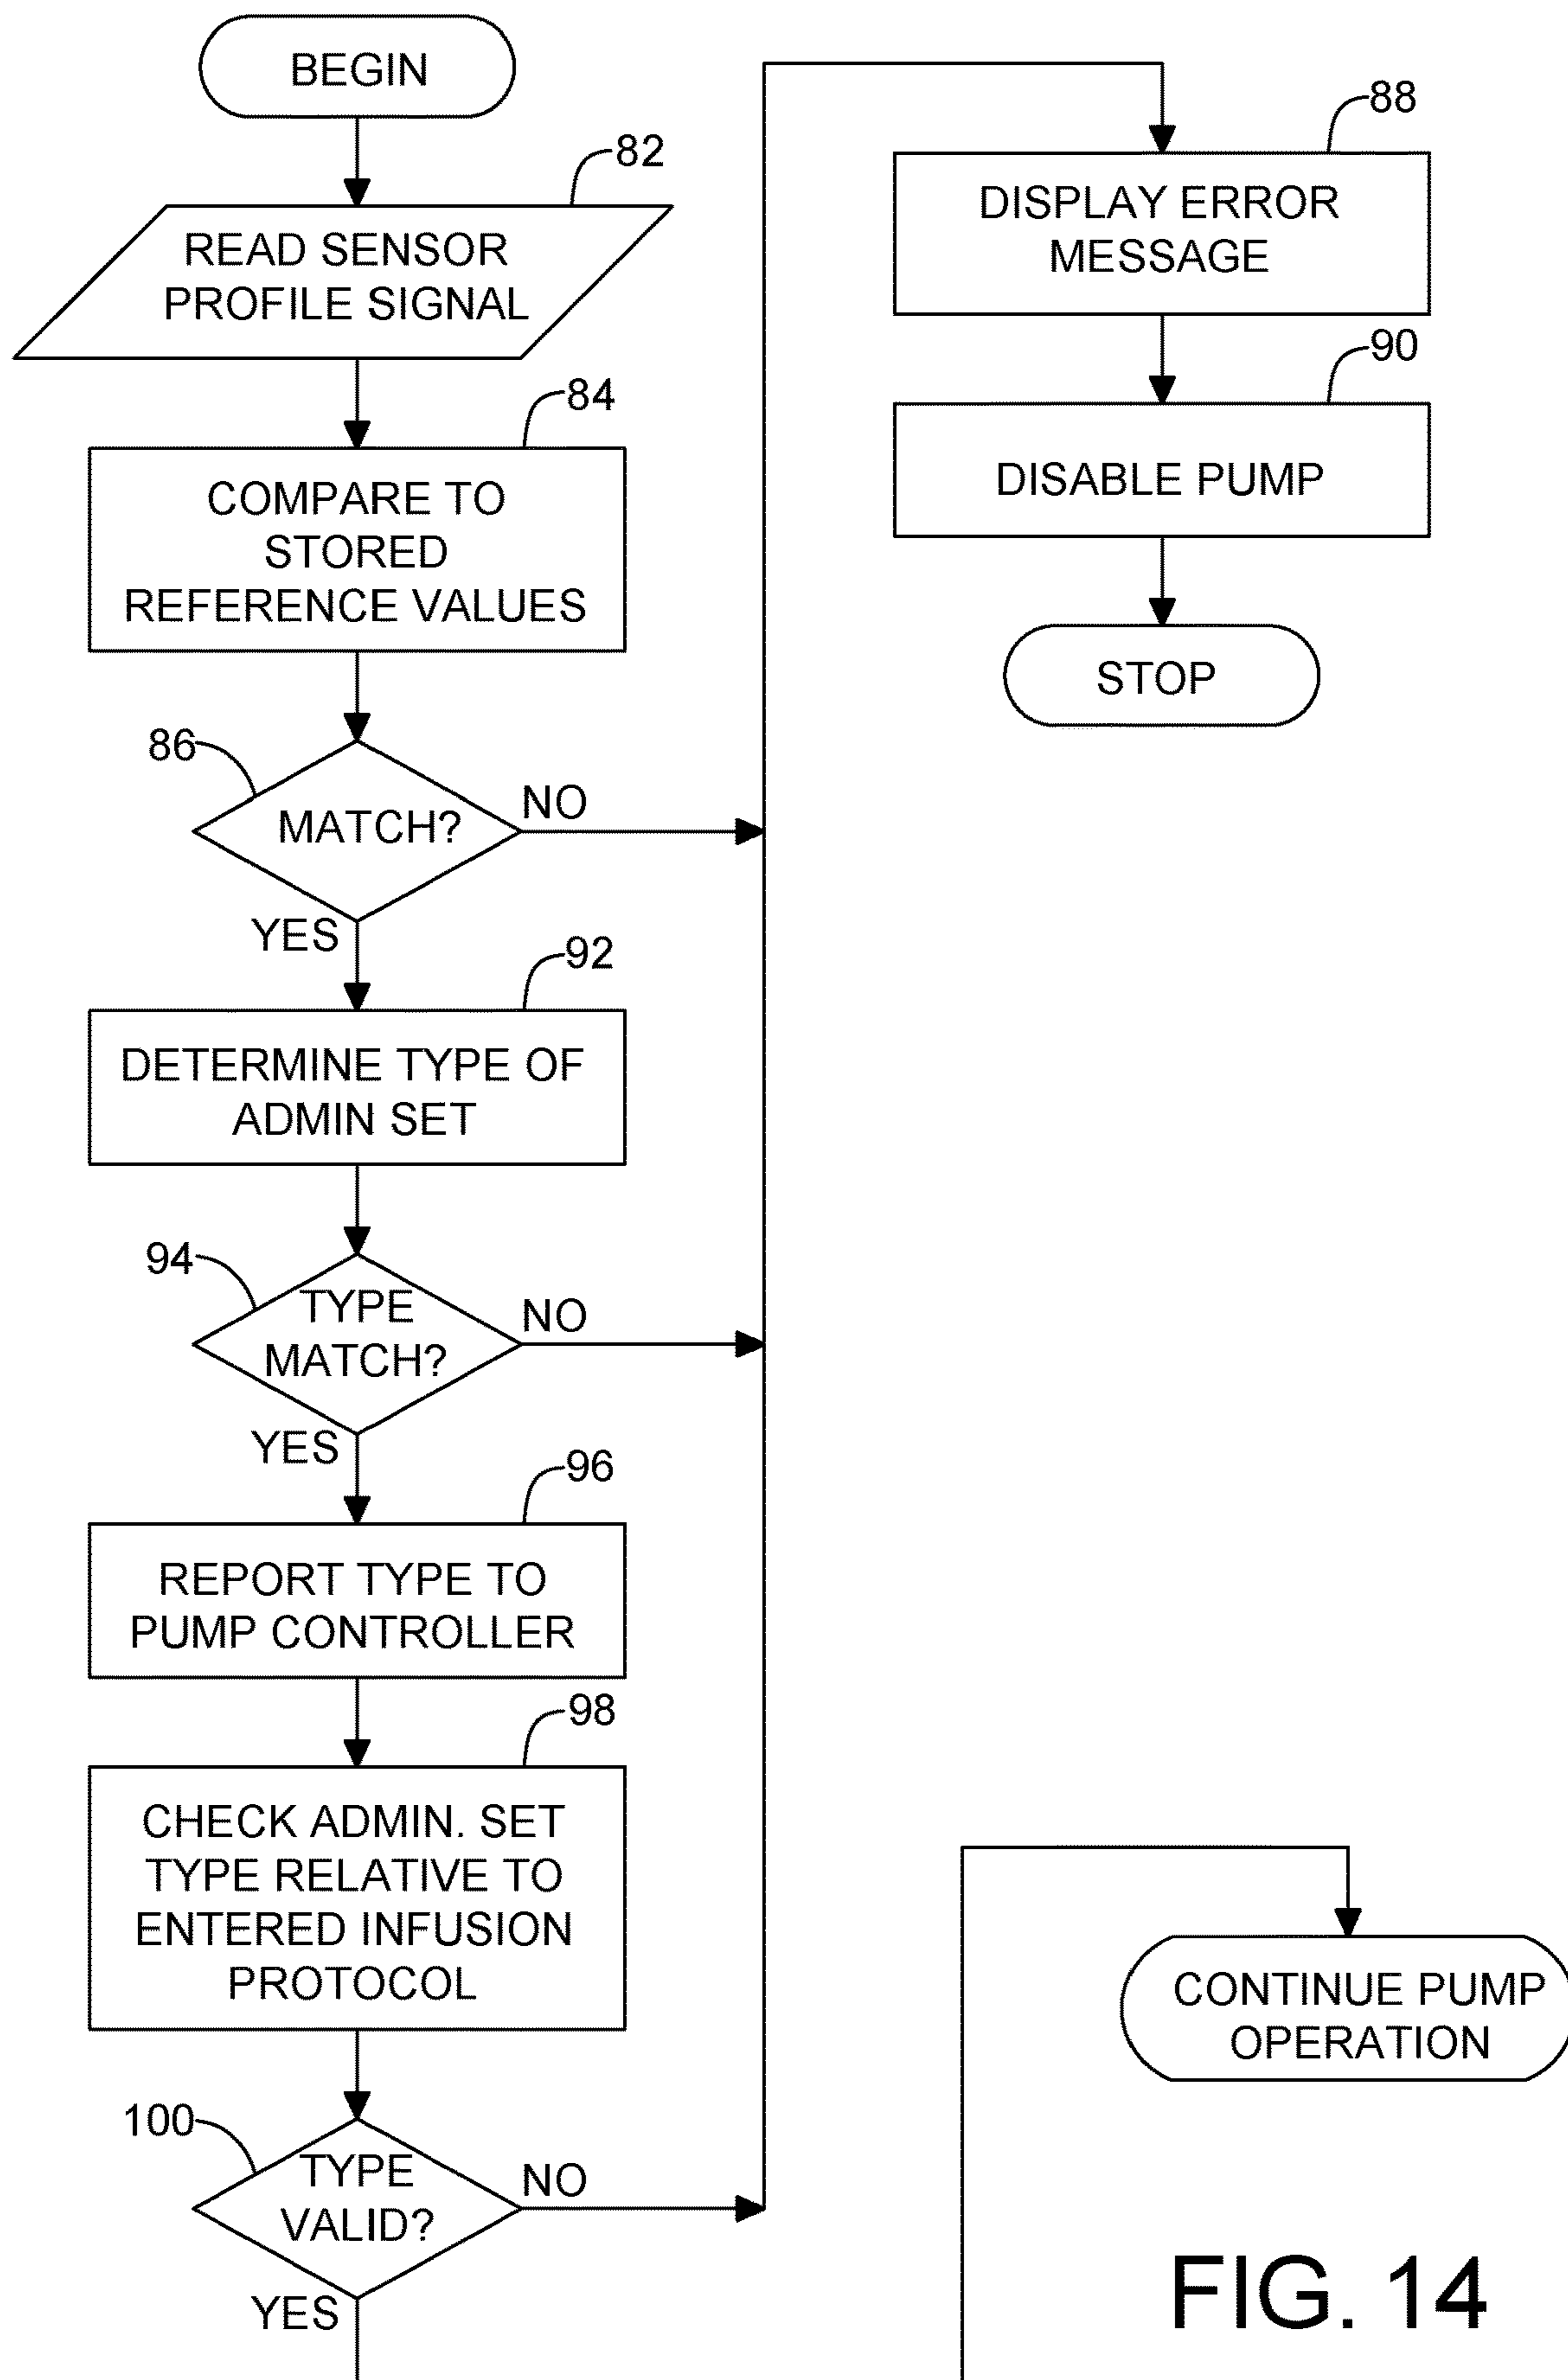 BEGIN
82
READ SENSOR
PROFILE SIGNAL
84
COMPARE TO
STORED
REFERENCE VALUES
86
MATCH?
NO
YES
92
DETERMINE TYPE OF
ADMIN SET
94
TYPE
MATCH?
NO
YES
96
REPORT TYPE TO
PUMP CONTROLLER
98
CHECK ADMIN. SET
TYPE RELATIVE TO
ENTERED INFUSION
PROTOCOL
100
TYPE
VALID?
NO
YES
88
DISPLAY ERROR
MESSAGE
90
DISABLE PUMP
STOP
CONTINUE PUMP
OPERATION
FIG. 14